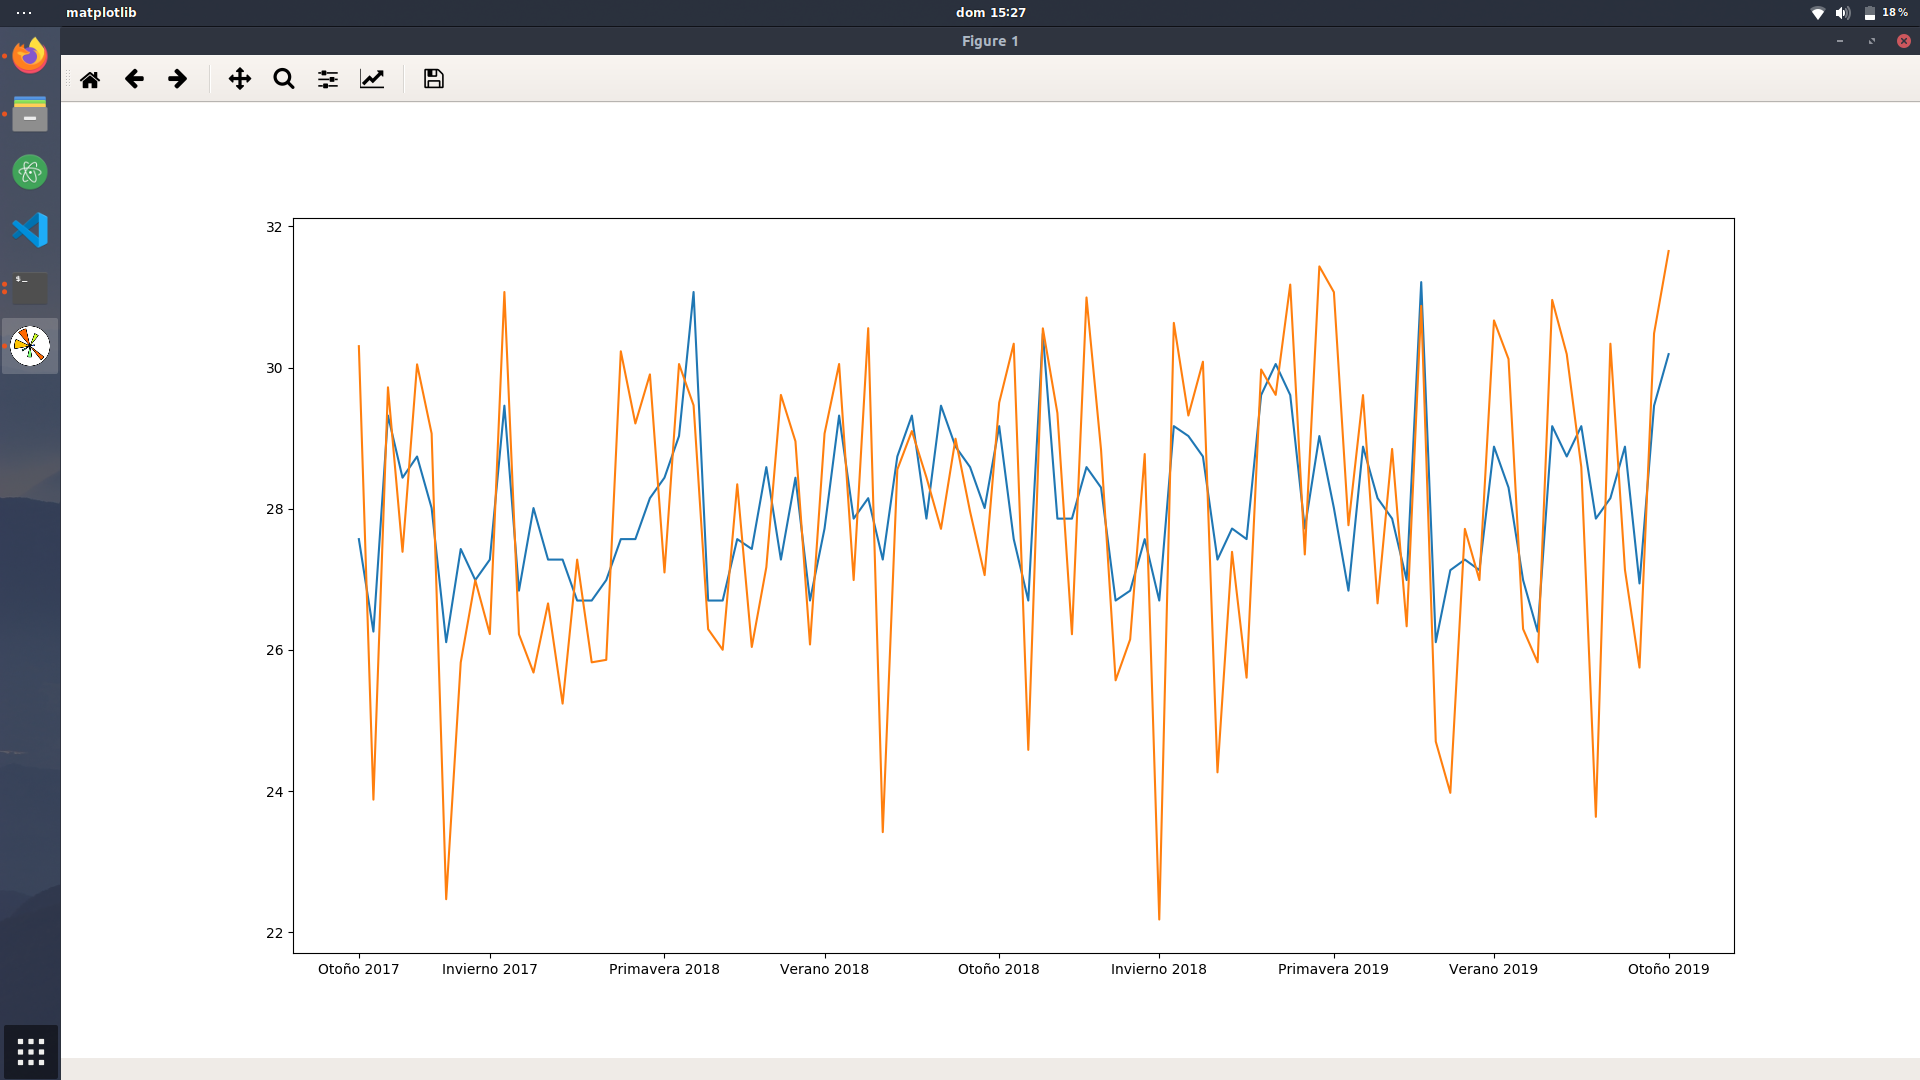 matplotlib
dom 15:27
18 %
Figure 1
$_
32
30
28
26
24
22
Otoño 2017
Invierno 2017
Primavera 2018
Verano 2018
Otoño 2018
Invierno 2018
Primavera 2019
Verano 2019
Otoño 2019